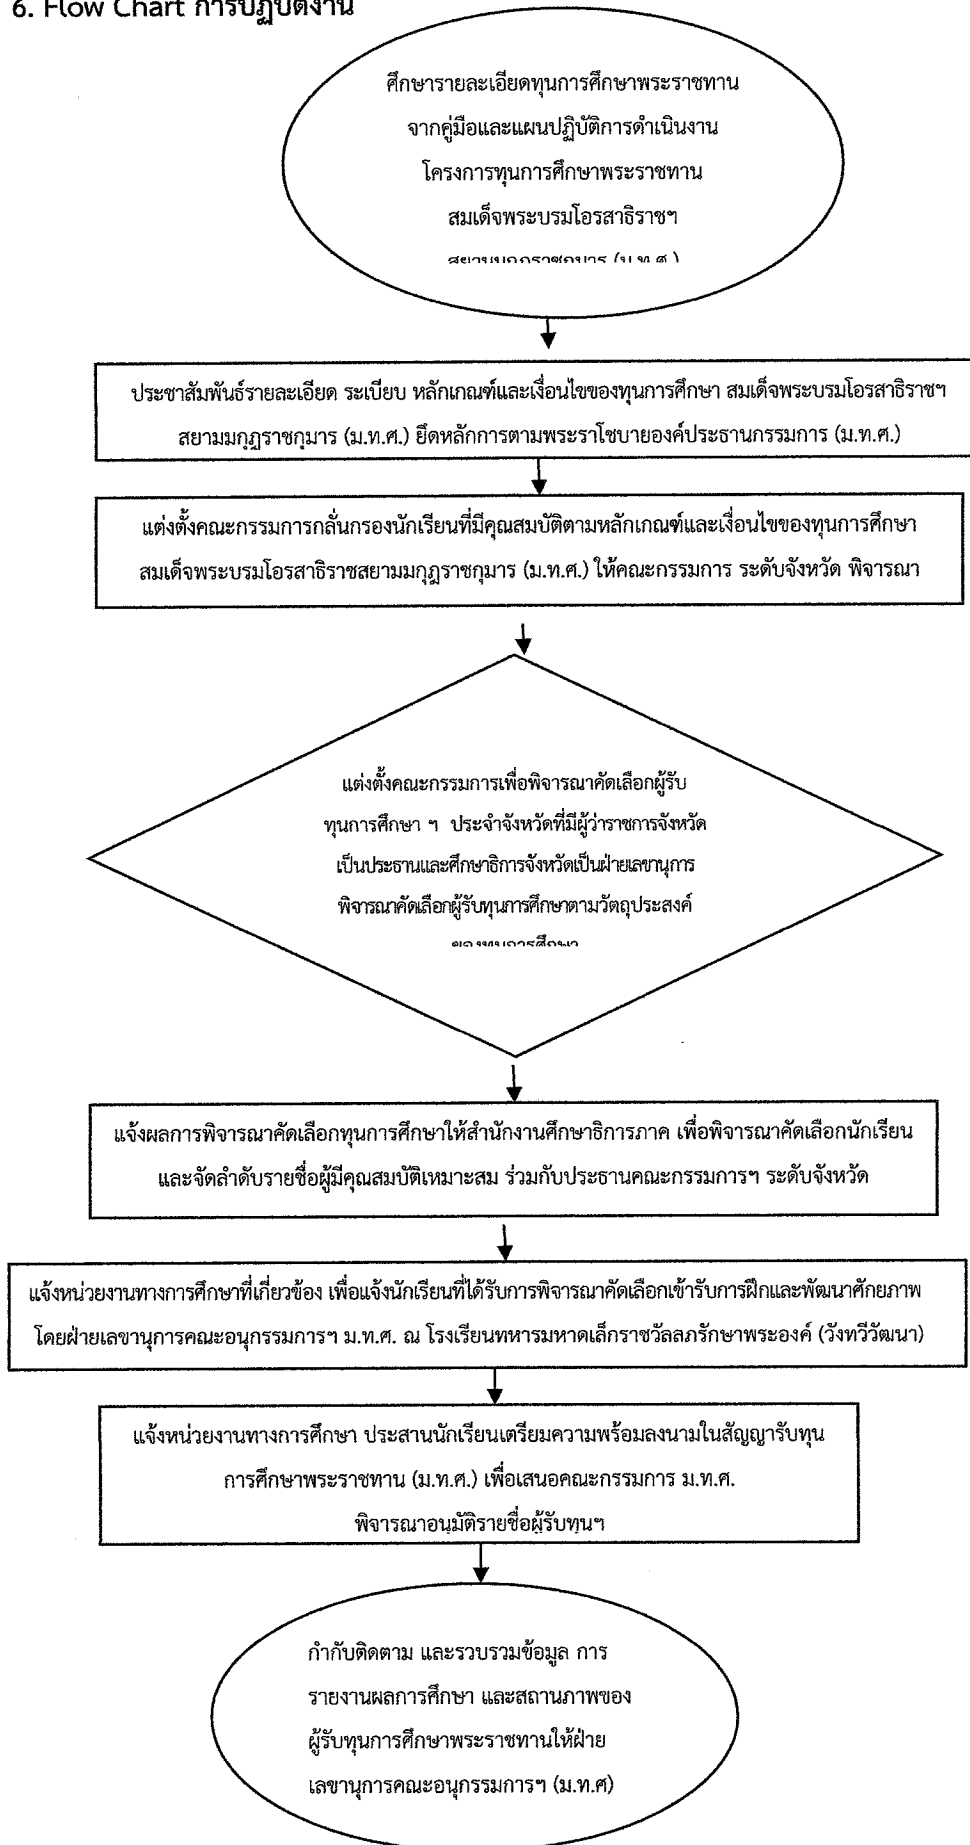 6. Flow Chart การปฏิบัติงาน
ศึกษารายละเอียดทุนการศึกษาพระราชทาน
จากคู่มือและแผนปฏิบัติการดำเนินงาน
โครงการทุนการศึกษาพระราชทาน
สมเด็จพระบรมโอรสาธิราชฯ
สยามมกุฎราชกุมาร (ม.ท.ศ.)
ประชาสัมพันธ์รายละเอียด ระเบียบ หลักเกณฑ์และเงื่อนไขของทุนการศึกษา สมเด็จพระบรมโอรสาธิราชฯ
สยามมกุฎราชกุมาร (ม.ท.ศ.) ยึดหลักการตามพระราโชบายองค์ประธานกรรมการ (ม.ท.ศ.)
แต่งตั้งคณะกรรมการกลั่นกรองนักเรียนที่มีคุณสมบัติตามหลักเกณฑ์และเงื่อนไขของทุนการศึกษา
สมเด็จพระบรมโอรสาธิราชสยามมกุฎราชกุมาร (ม.ท.ศ.) ให้คณะกรรมการ ระดับจังหวัด พิจารณา
แต่งตั้งคณะกรรมการเพื่อพิจารณาคัดเลือกผู้รับ
ทุนการศึกษา ฯ ประจำจังหวัดที่มีผู้ว่าราชการจังหวัด
เป็นประธานและศึกษาธิการจังหวัดเป็นฝ่ายเลขานุการ
พิจารณาคัดเลือกผู้รับทุนการศึกษาตามวัตถุประสงค์
ของทุนการศึกษา
แจ้งผลการพิจารณาคัดเลือกทุนการศึกษาให้สำนักงานศึกษาธิการภาค เพื่อพิจารณาคัดเลือกนักเรียน
และจัดลำดับรายชื่อผู้มีคุณสมบัติเหมาะสม ร่วมกับประธานคณะกรรมการฯ ระดับจังหวัด
แจ้งหน่วยงานทางการศึกษาที่เกี่ยวข้อง เพื่อแจ้งนักเรียนที่ได้รับการพิจารณาคัดเลือกเข้ารับการฝึกและพัฒนาศักยภาพ
โดยฝ่ายเลขานุการคณะอนุกรรมการฯ ม.ท.ศ. ณ โรงเรียนทหารมหาดเล็กราชวัลลภรักษาพระองค์ (วังทวีวัฒนา)
แจ้งหน่วยงานทางการศึกษา ประสานนักเรียนเตรียมความพร้อมลงนามในสัญญารับทุน
การศึกษาพระราชทาน (ม.ท.ศ.) เพื่อเสนอคณะกรรมการ ม.ท.ศ.
พิจารณาอนุมัติรายชื่อผู้รับทุนฯ
กำกับติดตาม และรวบรวมข้อมูล การ
รายงานผลการศึกษา และสถานภาพของ
ผู้รับทุนการศึกษาพระราชทานให้ฝ่าย
เลขานุการคณะอนุกรรมการฯ (ม.ท.ศ)